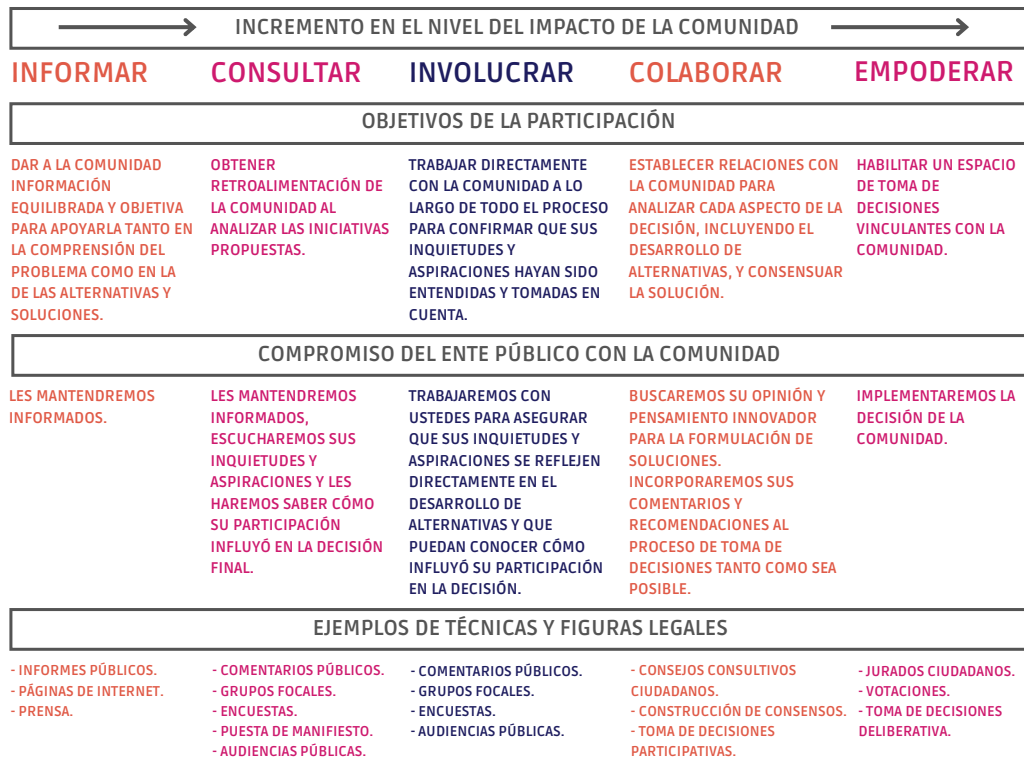 INCREMENTO EN EL NIVEL DEL IMPACTO DE LA COMUNIDAD
INFORMAR
CONSULTAR
INVOLUCRAR
COLABORAR
EMPODERAR
OBJETIVOS DE LA PARTICIPACIÓN
DAR A LA COMUNIDAD
INFORMACIÓN
EQUILIBRADA Y OBJETIVA
PARA APOYARLA TANTO EN
LA COMPRENSIÓN DEL
PROBLEMA COMO EN LA
DE LAS ALTERNATIVAS Y
SOLUCIONES.
OBTENER
RETROALIMENTACIÓN DE
LA COMUNIDAD AL
ANALIZAR LAS INICIATIVAS
PROPUESTAS.
TRABAJAR DIRECTAMENTE
CON LA COMUNIDAD A LO
LARGO DE TODO EL PROCESO
PARA CONFIRMAR QUE SUS
INQUIETUDES Y
ASPIRACIONES HAYAN SIDO
ENTENDIDAS Y TOMADAS EN
CUENTA.
ESTABLECER RELACIONES CON
LA COMUNIDAD PARA
ANALIZAR CADA ASPECTO DE LA
DECISIÓN, INCLUYENDO EL
DESARROLLO DE
ALTERNATIVAS, Y CONSENSUAR
LA SOLUCIÓN.
HABILITAR UN ESPACIO
DE TOMA DE
DECISIONES
VINCULANTES CON LA
COMUNIDAD.
COMPROMISO DEL ENTE PÚBLICO CON LA COMUNIDAD
LES MANTENDREMOS
INFORMADOS.
LES MANTENDREMOS
INFORMADOS,
ESCUCHAREMOS SUS
INQUIETUDES Y
ASPIRACIONES Y LES
HAREMOS SABER CÓMO
SU PARTICIPACIÓN
INFLUYÓ EN LA DECISIÓN
FINAL.
TRABAJAREMOS CON
USTEDES PARA ASEGURAR
QUE SUS INQUIETUDES Y
ASPIRACIONES SE REFLEJEN
DIRECTAMENTE EN EL
DESARROLLO DE
ALTERNATIVAS Y QUE
PUEDAN CONOCER CÓMO
INFLUYÓ SU PARTICIPACIÓN
EN LA DECISIÓN.
BUSCAREMOS SU OPINIÓN Y
PENSAMIENTO INNOVADOR
PARA LA FORMULACIÓN DE
SOLUCIONES.
INCORPORAREMOS SUS
COMENTARIOS Y
RECOMENDACIONES AL
PROCESO DE TOMA DE
DECISIONES TANTO COMO SEA
POSIBLE.
IMPLEMENTAREMOS LA
DECISIÓN DE LA
COMUNIDAD.
EJEMPLOS DE TÉCNICAS Y FIGURAS LEGALES
- INFORMES PÚBLICOS.
- PÁGINAS DE INTERNET.
- PRENSA.
- COMENTARIOS PÚBLICOS.
- GRUPOS FOCALES.
- ENCUESTAS.
- PUESTA DE MANIFIESTO.
- AUDIENCIAS PÚBLICAS.
- COMENTARIOS PÚBLICOS.
- GRUPOS FOCALES.
- ENCUESTAS.
- AUDIENCIAS PÚBLICAS.
- CONSEJOS CONSULTIVOS
CIUDADANOS.
- CONSTRUCCIÓN DE CONSENSOS.
- TOMA DE DECISIONES
PARTICIPATIVAS.
- JURADOS CIUDADANOS.
- VOTACIONES.
- TOMA DE DECISIONES
DELIBERATIVA.